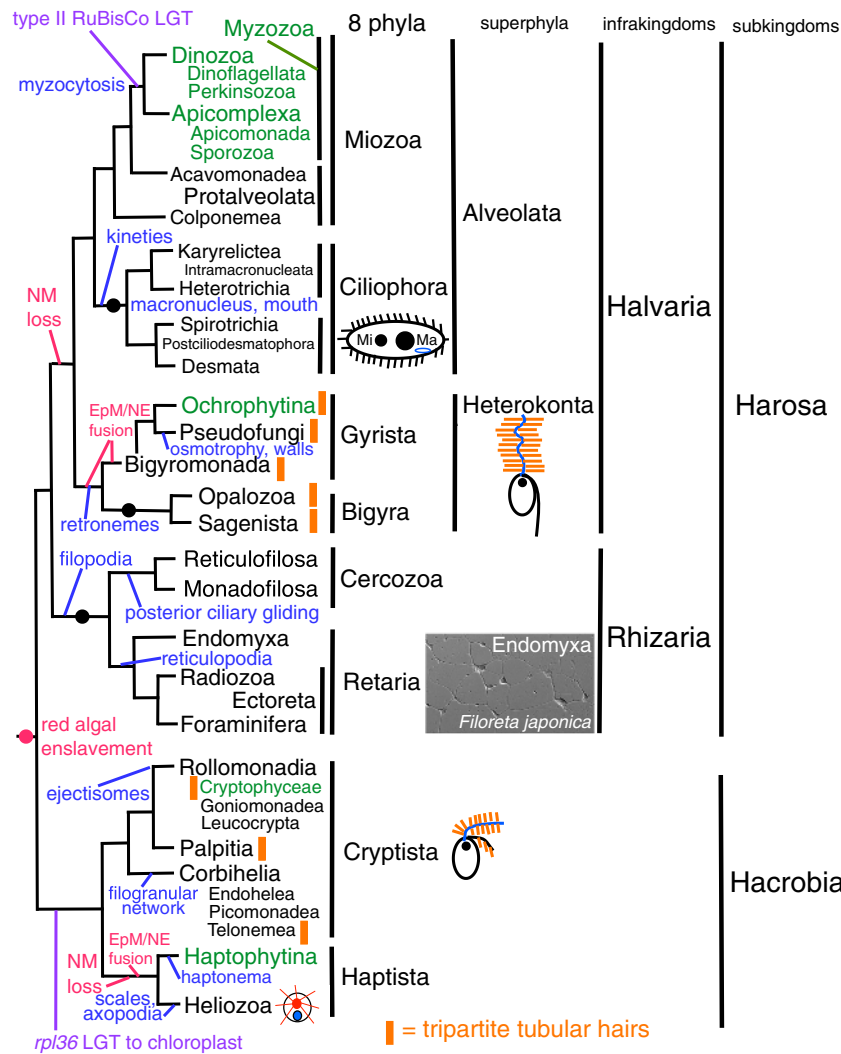 type II RuBisCo LGT
Myzozoa
8 phyla
superphyla
infrakingdoms
subkingdoms
Dinozoa
Dinoflagellata
Perkinsozoa
myzocytosis
Apicomplexa
Apicomonada
Sporozoa
Miozoa
Acavomonadea
Protalveolata
Colponemea
Alveolata
kineties
Karyrelictea
Intramacronucleata
Heterotrichia
Ciliophora
macronucleus, mouth
NM
loss
Halvaria
Spirotrichia
Postciliodesmatophora
Desmata
Mi
Ma
EpM/NE
fusion
Ochrophytina
Heterokonta
Harosa
Pseudofungi
Gyrista
osmotrophy, walls
Bigyromonada
Opalozoa
Sagenista
Bigyra
retronemes
filopodia
Reticulofilosa
Monadofilosa
Cercozoa
posterior ciliary gliding
Rhizaria
Endomyxa
reticulopodia
Radiozoa
Ectoreta
Foraminifera
Retaria
Endomyxa
Filoreta japonica
red algal
enslavement
Rollomonadia
ejectisomes
Cryptophyceae
Goniomonadea
Leucocrypta
Palpitia
Cryptista
Corbihelia
filogranular
network
Endohelea
Picomonadea
Telonemea
Hacrobia
EpM/NE
fusion
Haptophytina
NM
loss
haptonema
Haptista
scales,
axopodia
Heliozoa
= tripartite tubular hairs
rpl36 LGT to chloroplast